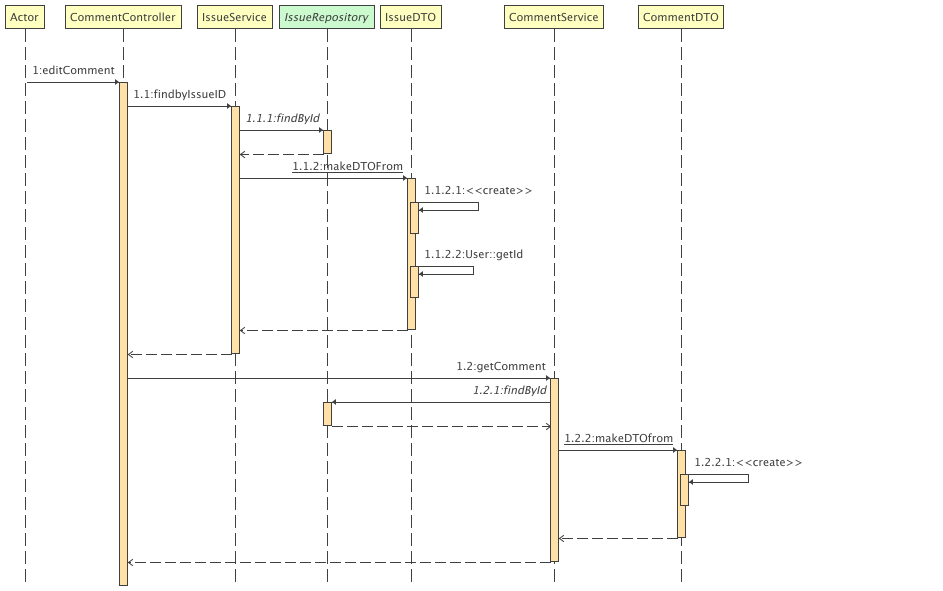 Actor CommentController IssueService IssueRepository IssueDTO CommentService CommentDTO
1:editComment
1.1:findbyIssueID
1.1.1:findById
1.1.2:makeDTOFrom
1.1.2.1:<<create>>
1.1.2.2:User::getId
1.2:getComment
1.2.1:findById
1.2.2:makeDTOfrom
1.2.2.1:<<create>>